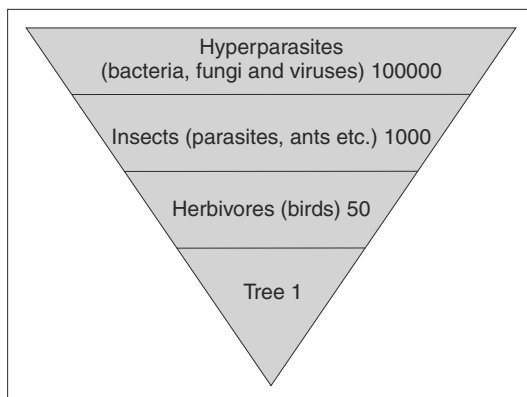 Hyperparasites
(bacteria, fungi and viruses) 100000
Insects (parasites, ants etc.) 1000
Herbivores (birds) 50
Tree 1